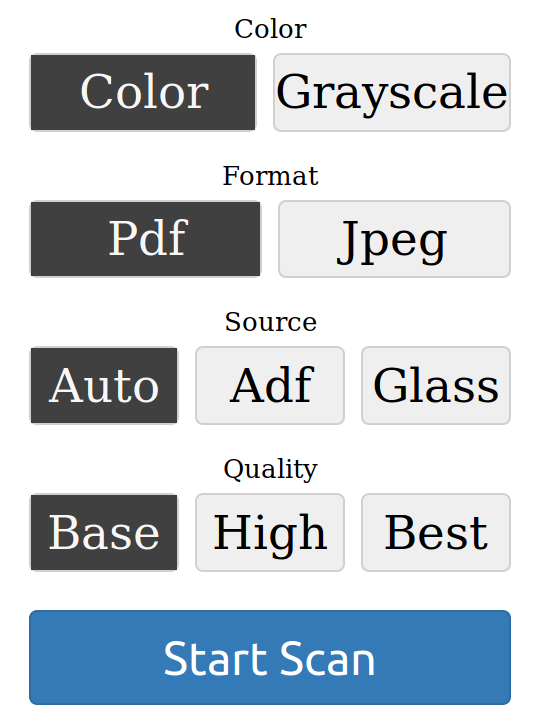 Color
Color Grayscale
Format
Pdf Jpeg
Source
Auto Adf Glass
Quality
Base High Best
Start Scan